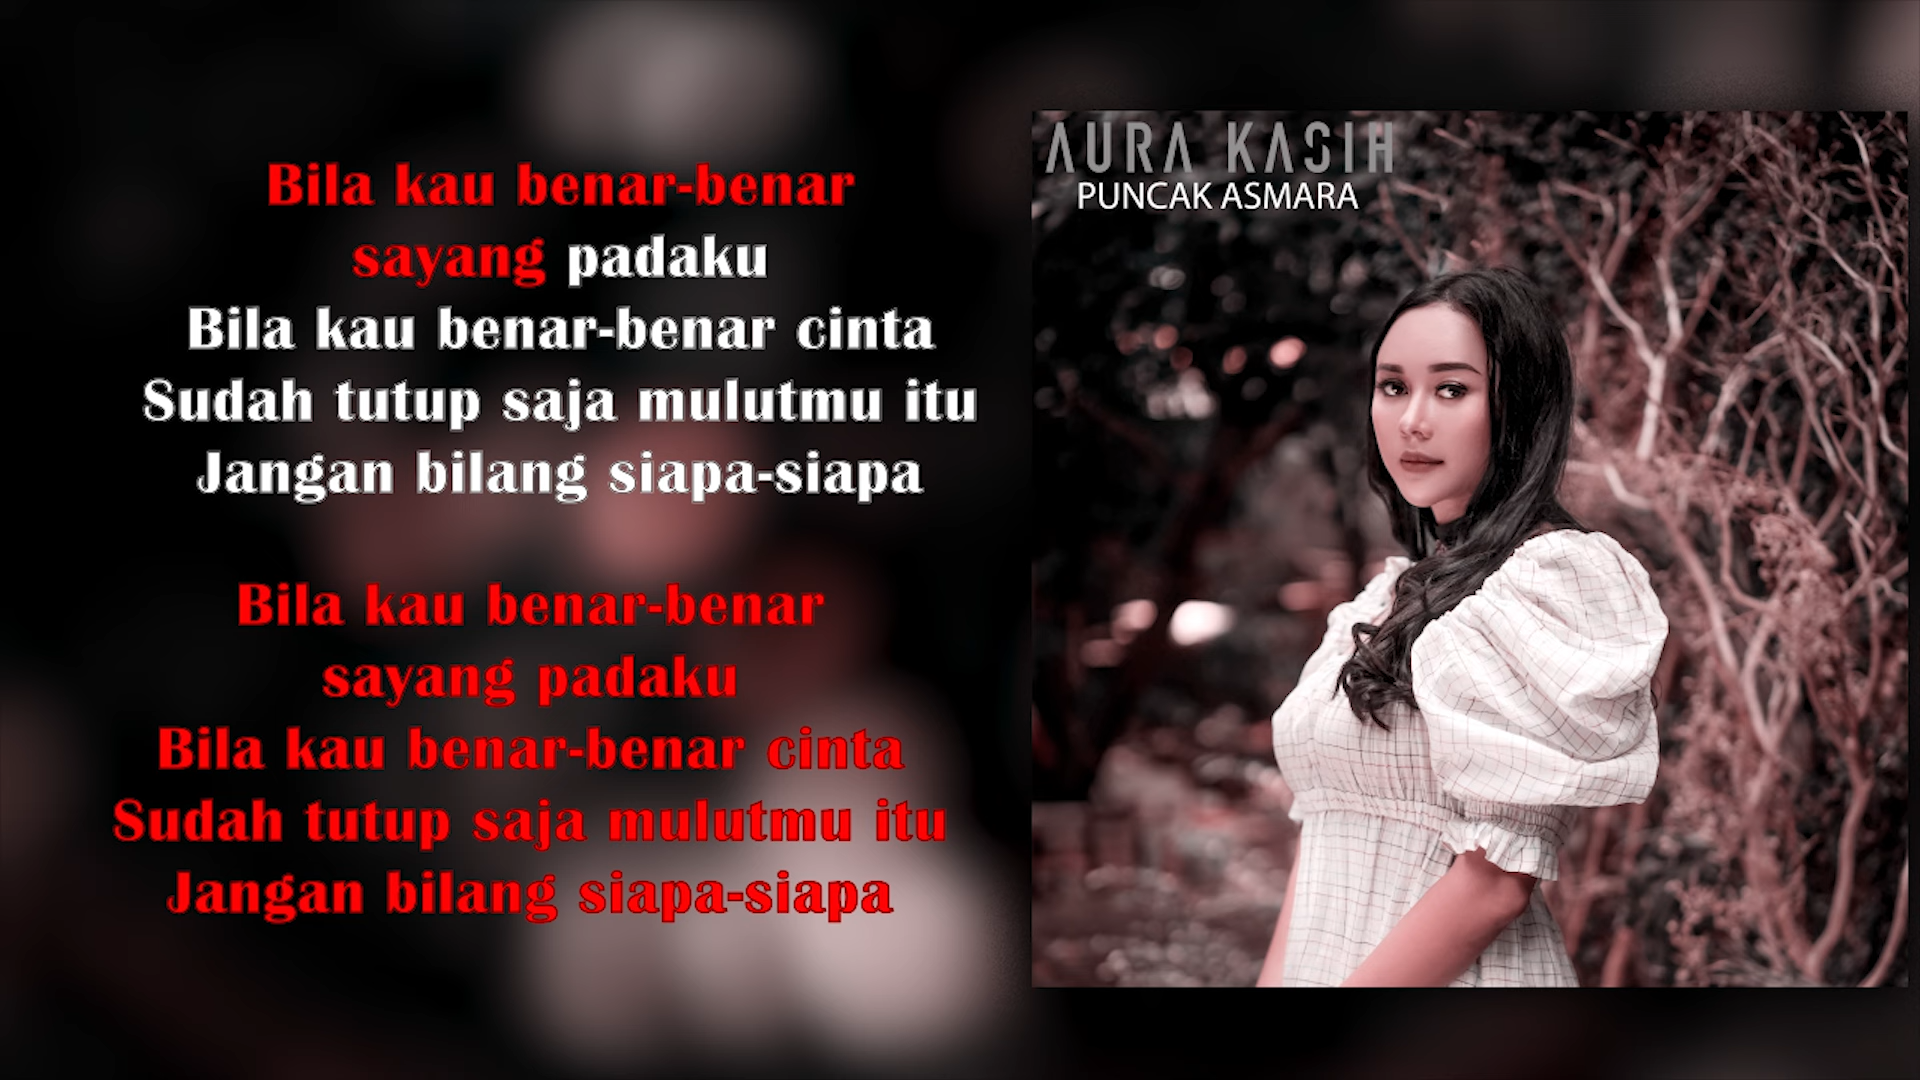 Bila kau benar-benar
sayang padaku
Bila kau benar-benar cinta
Sudah tutup saja mulutmu itu
Jangan bilang siapa-siapa
Bila kau benar-benar
sayang padaku
Bila kau benar-benar cinta
Sudah tutup saja mulutmu itu
Jangan bilang siapa-siapa
AURA KASIH
PUNCAK ASMARA